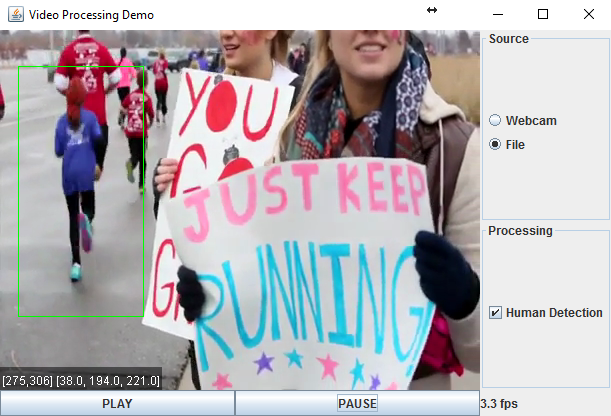 Video Processing Demo
YOU
GO
JUST KEEP
RUNNING
[275,306] [38.0, 194.0, 221.0]
PLAY
PAUSE
Source
Webcam
File
Processing
Human Detection
3.3 fps